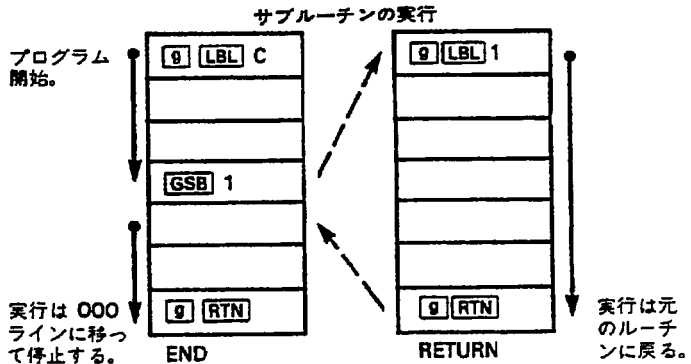 サブルーチンの実行
プログラム
開始。
g LBL C
GSB 1
g RTN
実行は 000
ラインに移っ
て停止する。
END
g LBL 1
g RTN
RETURN
実行は元
のルーチ
ンに戻る。